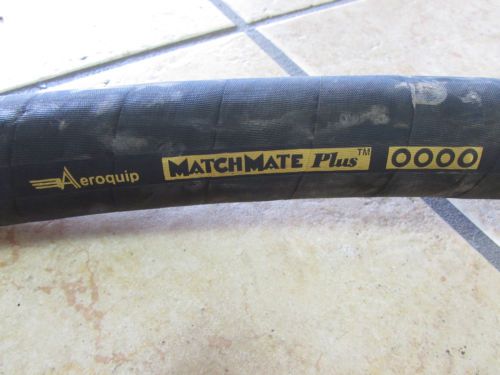 Aeroquip MATCHMATE Plus™ 0000